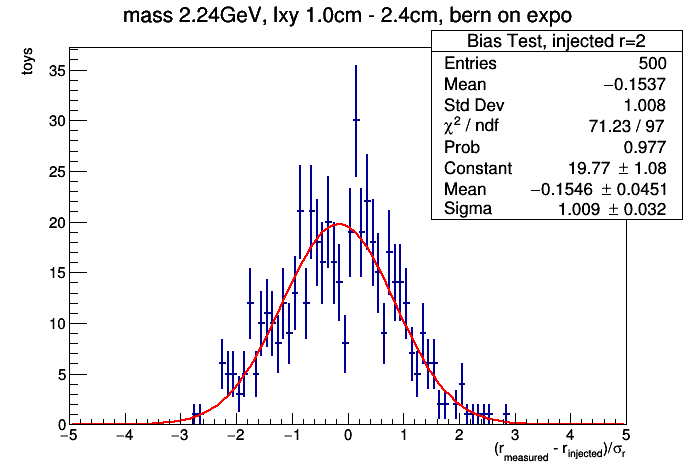 mass 2.24GeV, lxy 1.0cm - 2.4cm, bern on expo
Bias Test, injected r=2
Entries 500
Mean −0.1537
Std Dev 1.008
χ² / ndf 71.23 / 97
Prob 0.977
Constant 19.77 ± 1.08
Mean −0.1546 ± 0.0451
Sigma 1.009 ± 0.032
toys
35
30
25
20
15
10
5
0
−5 −4 −3 −2 −1 0 1 2 3 4 5
(r_measured - r_injected)/σ_r